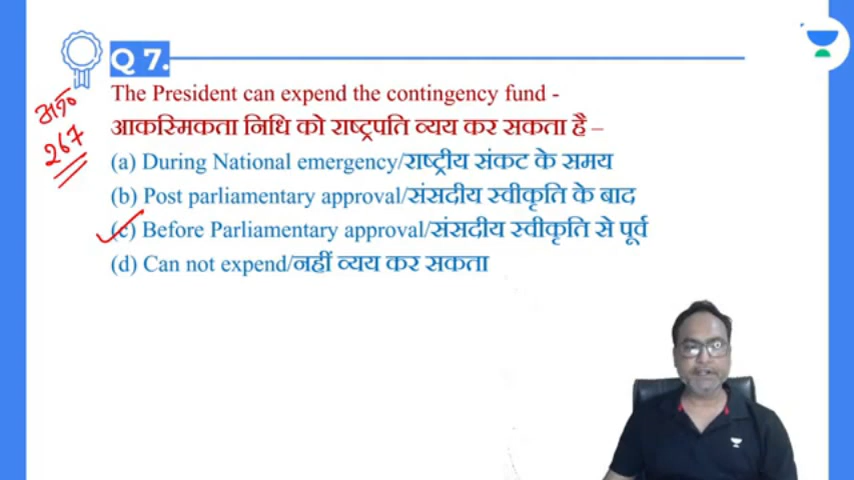 Q 7.
The President can expend the contingency fund -
आकस्मिकता निधि को राष्ट्रपति व्यय कर सकता है –
(a) During National emergency/राष्ट्रीय संकट के समय
(b) Post parliamentary approval/संसदीय स्वीकृति के बाद
(c) Before Parliamentary approval/संसदीय स्वीकृति से पूर्व
(d) Can not expend/नहीं व्यय कर सकता
267